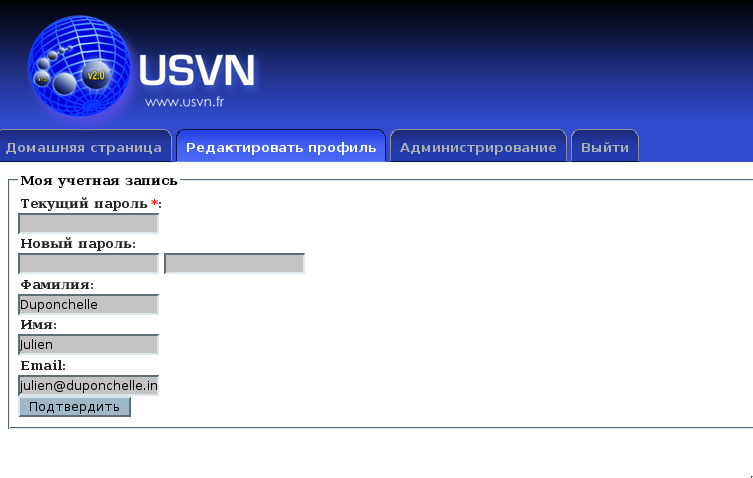 v2.0
USVN
www.usvn.fr
Домашняя страница Редактировать профиль Администрирование Выйти
Моя учетная запись
Текущий пароль *:
Новый пароль:
Фамилия:
Duponchelle
Имя:
Julien
Email:
julien@duponchelle.in
Подтвердить